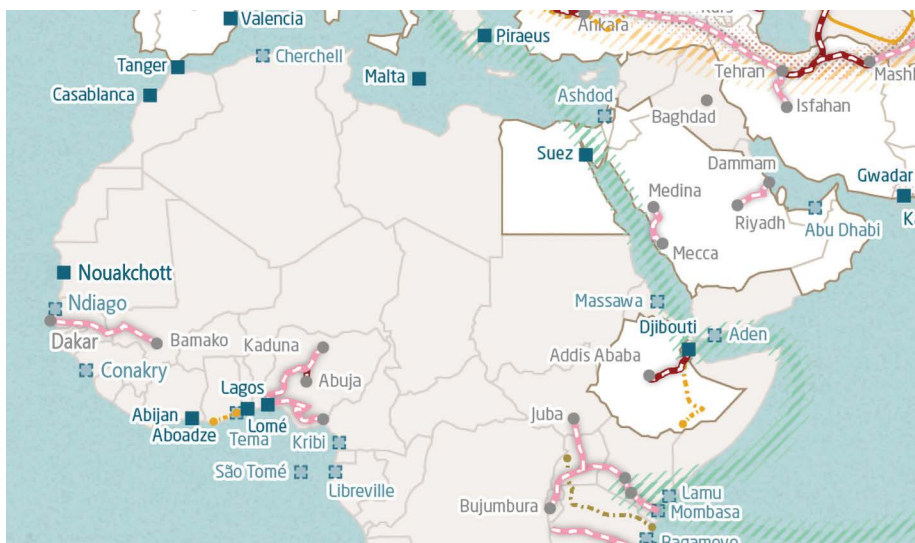 Valencia
Ankara
Kars
Piraeus
Cherchell
Tanger
Malta
Tehran
Casablanca
Ashdod
Baghdad
Isfahan
Suez
Dammam
Gwadar
Medina
Riyadh
Abu Dhabi
Mecca
Nouakchott
Ndiago
Massawa
Djibouti
Aden
Dakar
Bamako
Kaduna
Addis Ababa
Conakry
Lagos
Abuja
Abijan
Aboadze
Lomé
Tema
Kribi
Juba
São Tomé
Libreville
Lamu
Bujumbura
Mombasa
Bagamoyo